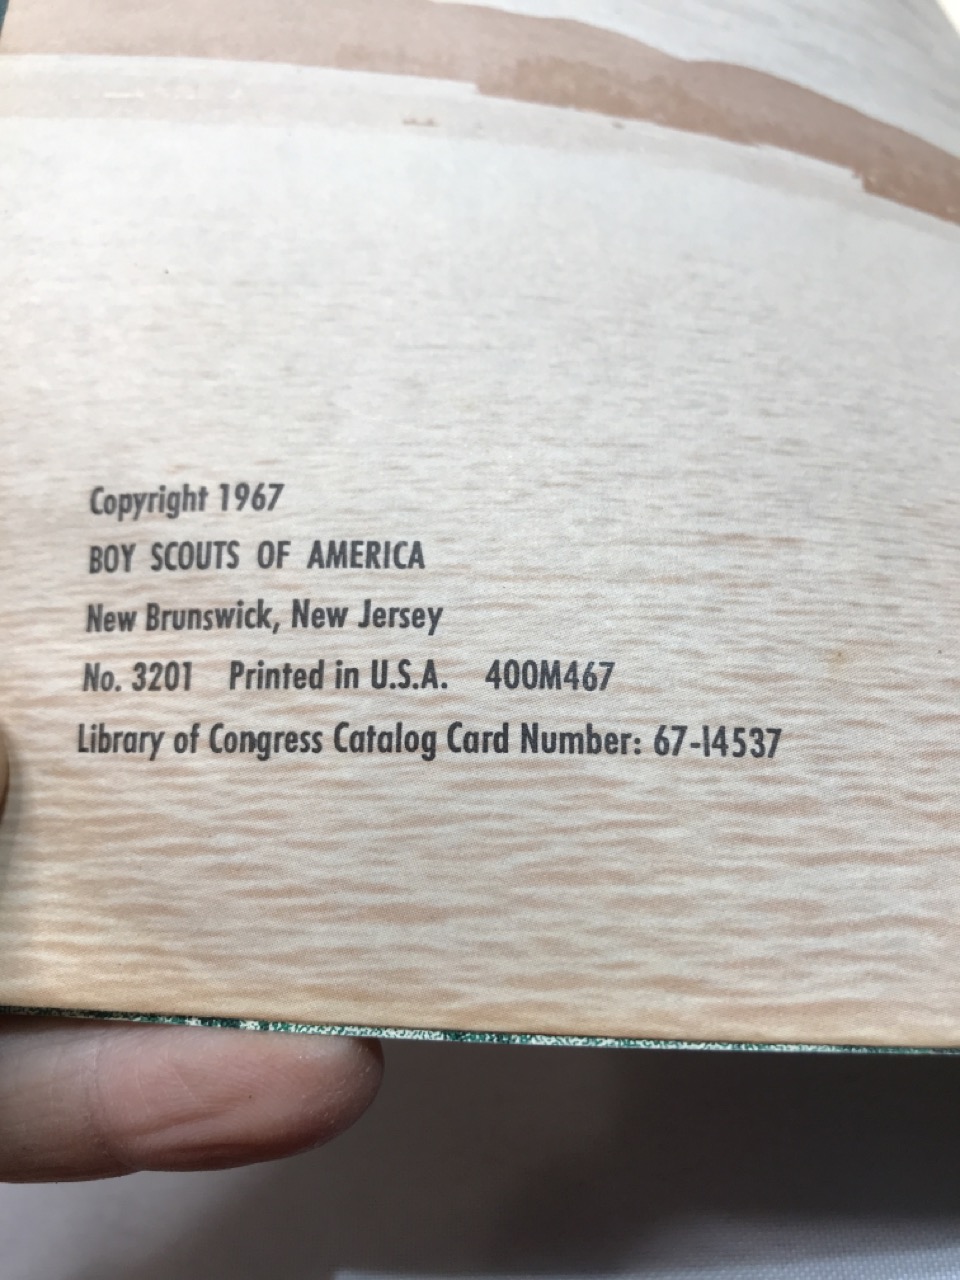 Copyright 1967
BOY SCOUTS OF AMERICA
New Brunswick, New Jersey
No. 3201 Printed in U.S.A. 400M467
Library of Congress Catalog Card Number: 67-14537